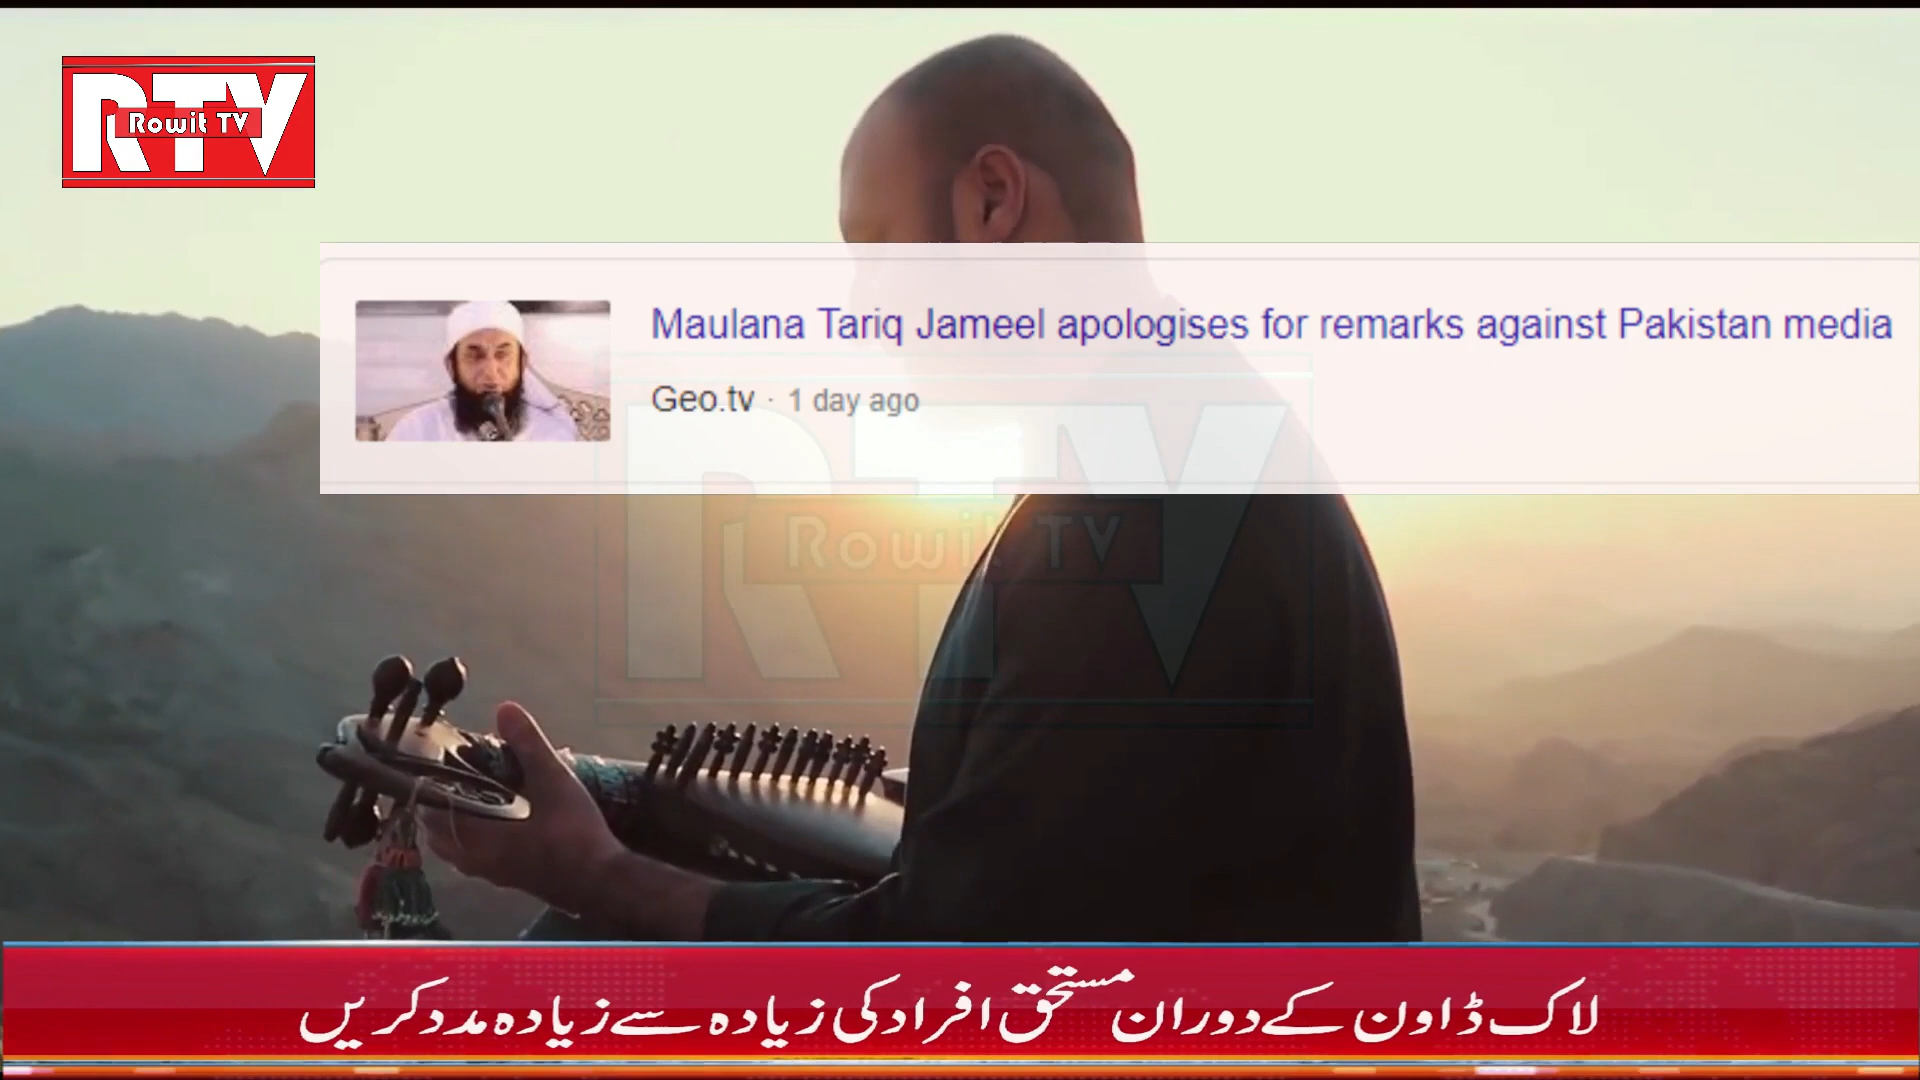 RTV
Rowit TV
Maulana Tariq Jameel apologises for remarks against Pakistan media
Geo.tv · 1 day ago
RTV
Rowit TV
لاک ڈاون کے دوران مستحق افراد کی زیادہ سے زیادہ مدد کریں